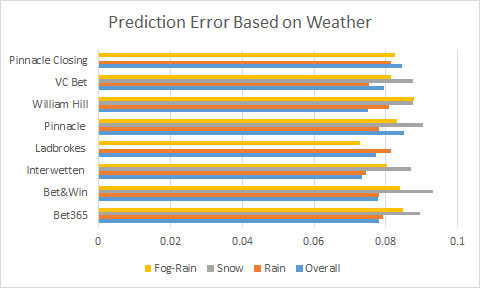 Prediction Error Based on Weather
Pinnacle Closing
VC Bet
William Hill
Pinnacle
Ladbrokes
Interwetten
Bet&Win
Bet365
0 0.02 0.04 0.06 0.08 0.1
Fog-Rain Snow Rain Overall